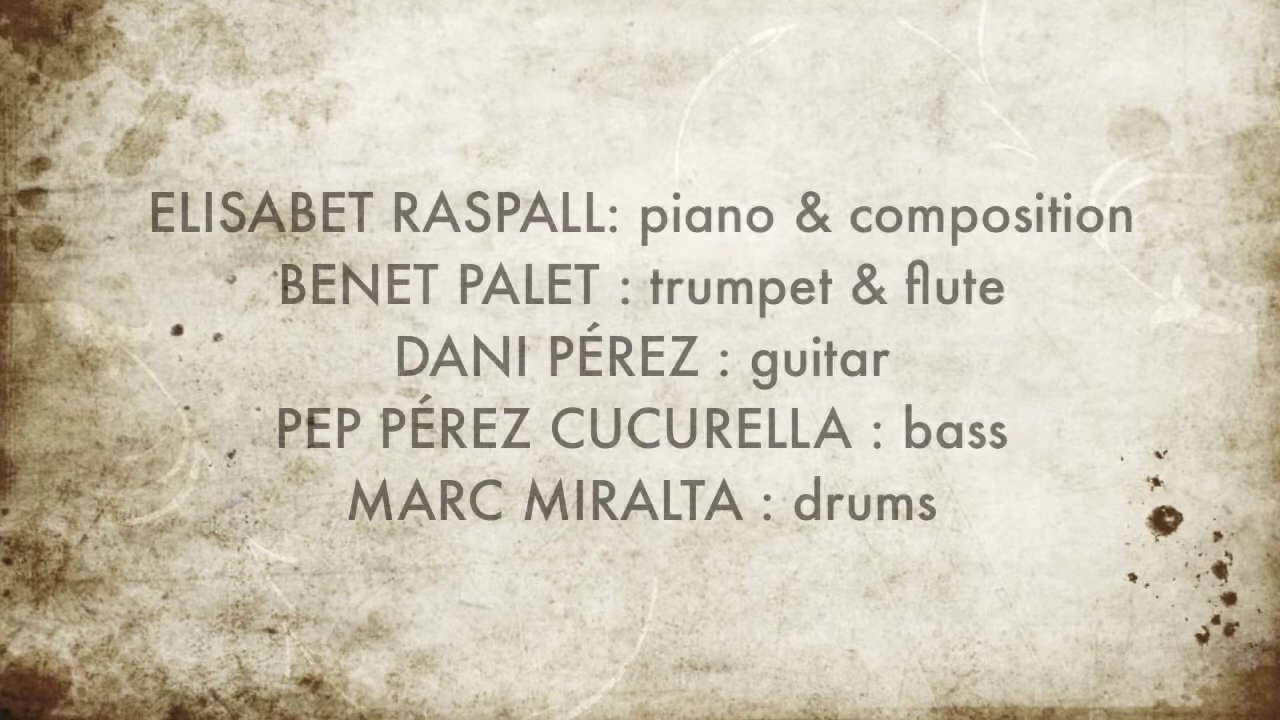 ELISABET RASPALL: piano & composition
BENET PALET : trumpet & flute
DANI PÉREZ : guitar
PEP PÉREZ CUCURELLA : bass
MARC MIRALTA : drums